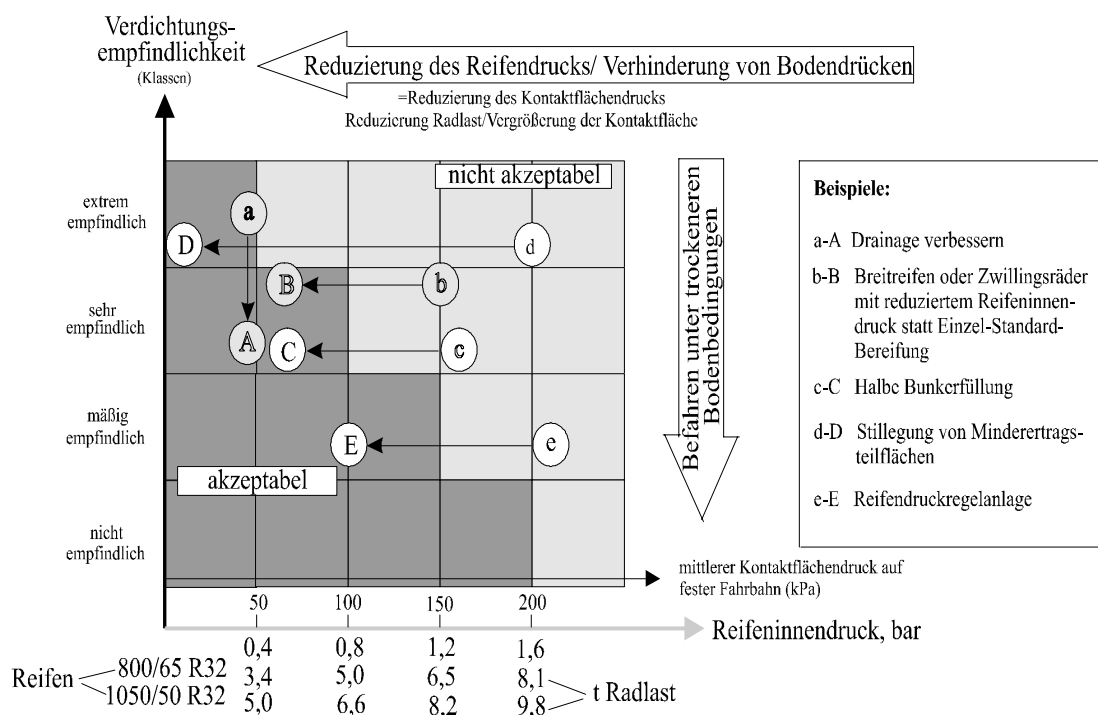 Verdichtungs-
empfindlichkeit
(Klassen)
Reduzierung des Reifendrucks/ Verhinderung von Bodendrücken
=Reduzierung des Kontaktflächendrucks
Reduzierung Radlast/Vergrößerung der Kontaktfläche
nicht akzeptabel
extrem
empfindlich
a
D
d
B
b
sehr
empfindlich
A
C
c
mäßig
empfindlich
E
e
akzeptabel
nicht
empfindlich
Befahren unter trockeneren
Bodenbedingungen
Beispiele:
a-A Drainage verbessern
b-B Breitreifen oder Zwillingsräder
mit reduziertem Reifeninnen-
druck statt Einzel-Standard-
Bereifung
c-C Halbe Bunkerfüllung
d-D Stillegung von Minderertrags-
teilflächen
e-E Reifendruckregelanlage
mittlerer Kontaktflächendruck auf
fester Fahrbahn (kPa)
50 100 150 200
Reifeninnendruck, bar
0,4 0,8 1,2 1,6
Reifen
800/65 R32 3,4 5,0 6,5 8,1
1050/50 R32 5,0 6,6 8,2 9,8
t Radlast